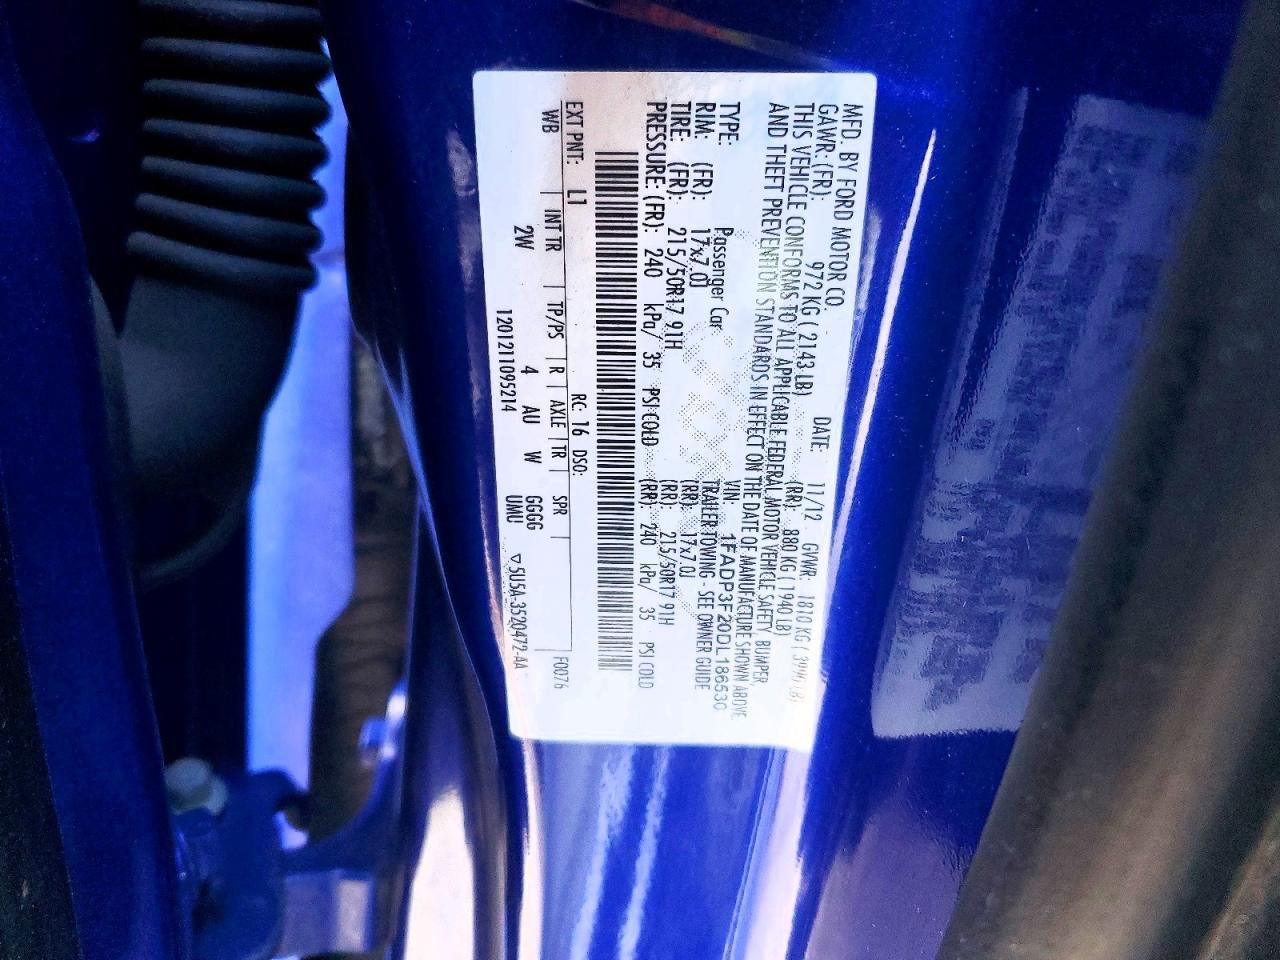 MFD. BY FORD MOTOR CO.
DATE: 11/12 GVWR: 1810 KG ( 3990 LB)
GAWR: (FR): 972 KG ( 2143 LB) (RR): 880 KG ( 1940 LB)
THIS VEHICLE CONFORMS TO ALL APPLICABLE FEDERAL MOTOR VEHICLE SAFETY, BUMPER,
AND THEFT PREVENTION STANDARDS IN EFFECT ON THE DATE OF MANUFACTURE SHOWN ABOVE.
VIN: 1FADP3F20DL186530
TYPE: Passenger Car TRAILER TOWING - SEE OWNER GUIDE
RIM: (FR): 17x7.0J (RR): 17x7.0J
TIRE: (FR): 215/50R17 91H (RR): 215/50R17 91H
PRESSURE: (FR): 240 kPa/ 35 PSI COLD (RR): 240 kPa/ 35 PSI COLD
EXT PNT: L1 RC: 16 DSO: F0076
WB | INT TR | TP/PS | R | AXLE | TR | SPR |
2W 4 AU W GGGG
UMU
120121109521​4 ▽5U5A-3520472-AA